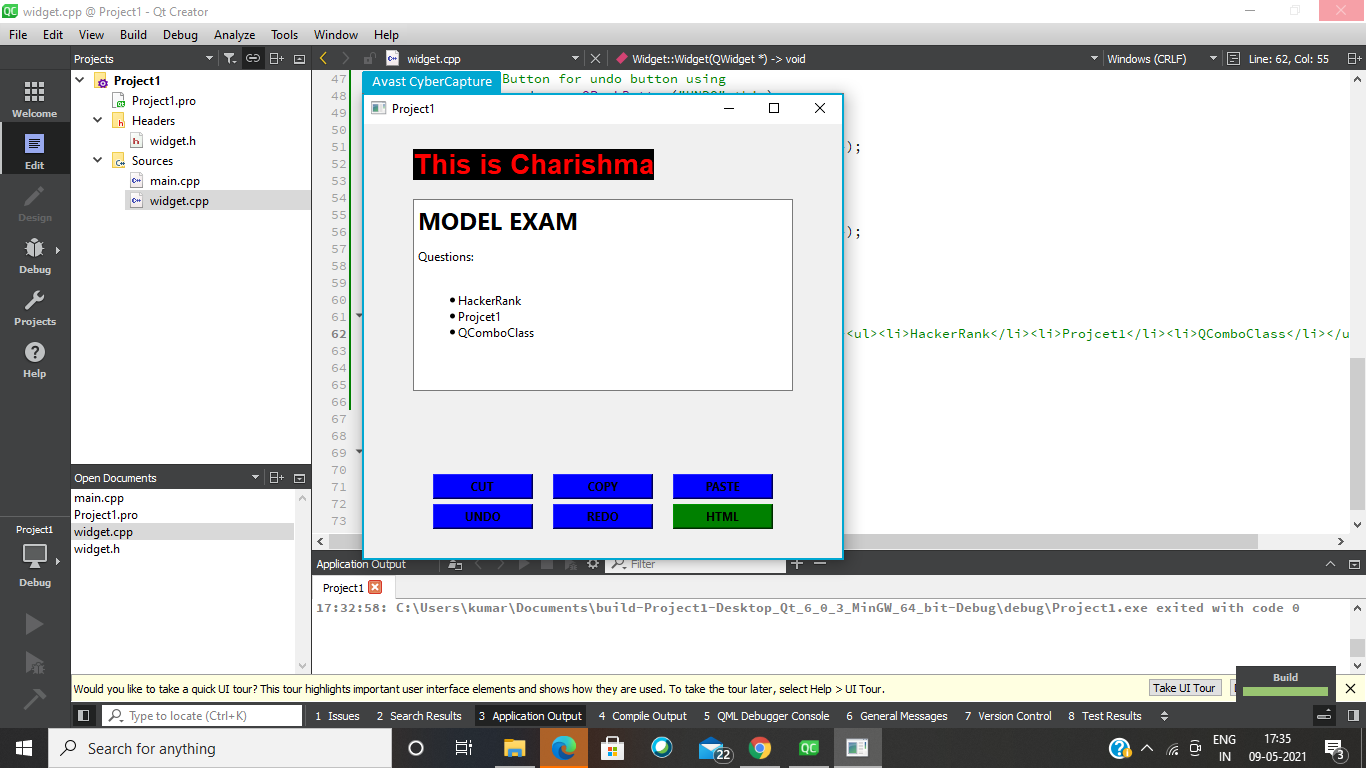 widget.cpp @ Project1 - Qt Creator
File Edit View Build Debug Analyze Tools Window Help
Projects
widget.cpp
Widget::Widget(QWidget *) -> void
Windows (CRLF)
Line: 62, Col: 55
Welcome
Edit
Design
Debug
Projects
Help
Project1
Debug
Project1
Project1.pro
Headers
widget.h
Sources
main.cpp
widget.cpp
Open Documents
main.cpp
Project1.pro
widget.cpp
widget.h
47 Button for undo button using
48
49
50
51 );
52
53
54
55
56 );
57
58
59
60
61
62 <ul><li>HackerRank</li><li>Projcet1</li><li>QComboClass</li></u
63
64
65
66
67
68
69
70
71
72
73
Avast CyberCapture
Project1
This is Charishma
MODEL EXAM
Questions:
HackerRank
Projcet1
QComboClass
CUT COPY PASTE
UNDO REDO HTML
Application Output
Filter
Project1
17:32:58: C:\Users\kumar\Documents\build-Project1-Desktop_Qt_6_0_3_MinGW_64_bit-Debug\debug\Project1.exe exited with code 0
Would you like to take a quick UI tour? This tour highlights important user interface elements and shows how they are used. To take the tour later, select Help > UI Tour.
Take UI Tour
Build
Type to locate (Ctrl+K)
1 Issues 2 Search Results 3 Application Output 4 Compile Output 5 QML Debugger Console 6 General Messages 7 Version Control 8 Test Results
Search for anything
22
QC
ENG
IN
17:35
09-05-2021
3